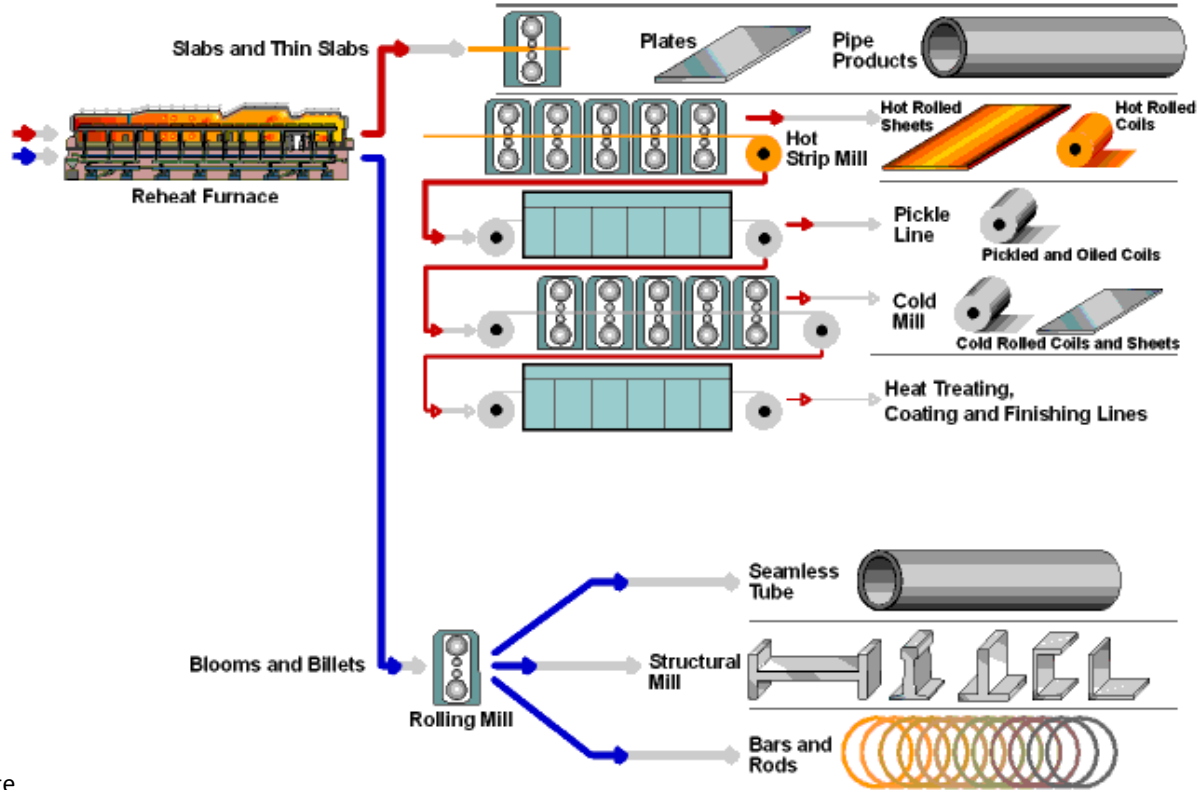 Slabs and Thin Slabs
Plates
Pipe
Products
Reheat Furnace
Hot
Strip Mill
Hot Rolled
Sheets
Hot Rolled
Coils
Pickle
Line
Pickled and Oiled Coils
Cold
Mill
Cold Rolled Coils and Sheets
Heat Treating,
Coating and Finishing Lines
Blooms and Billets
Rolling Mill
Seamless
Tube
Structural
Mill
Bars and
Rods